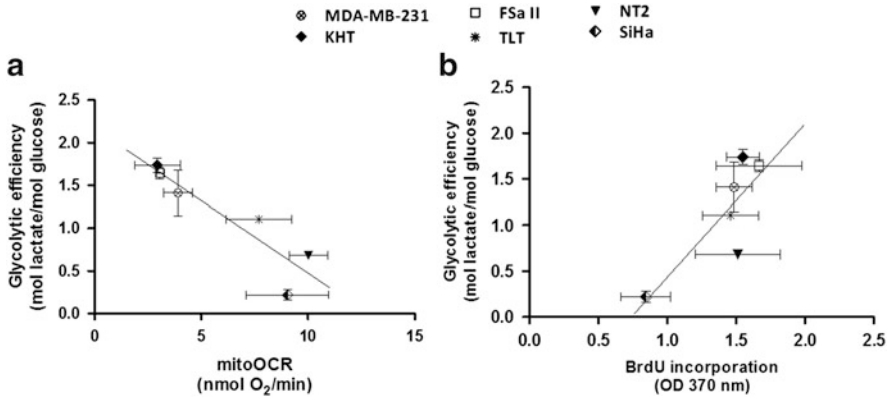 MDA-MB-231 FSa II NT2
KHT TLT SiHa
a
Glycolytic efficiency
(mol lactate/mol glucose)
2.5
2.0
1.5
1.0
0.5
0.0
0 5 10 15
mitoOCR
(nmol O₂/min)
b
Glycolytic efficiency
(mol lactate/mol glucose)
2.5
2.0
1.5
1.0
0.5
0.0
0.0 0.5 1.0 1.5 2.0 2.5
BrdU incorporation
(OD 370 nm)